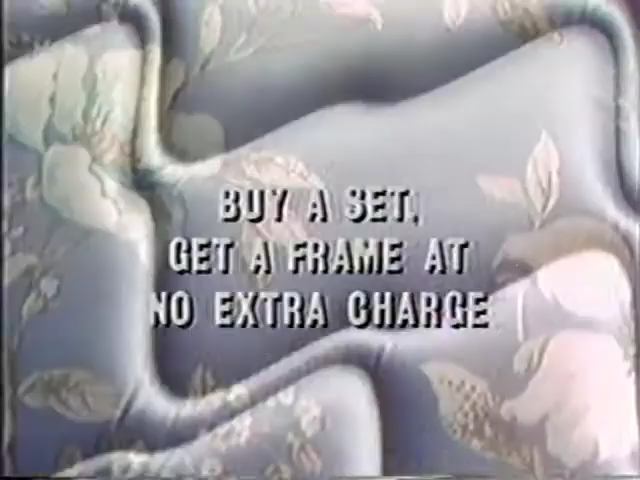 BUY A SET,
GET A FRAME AT
NO EXTRA CHARGE